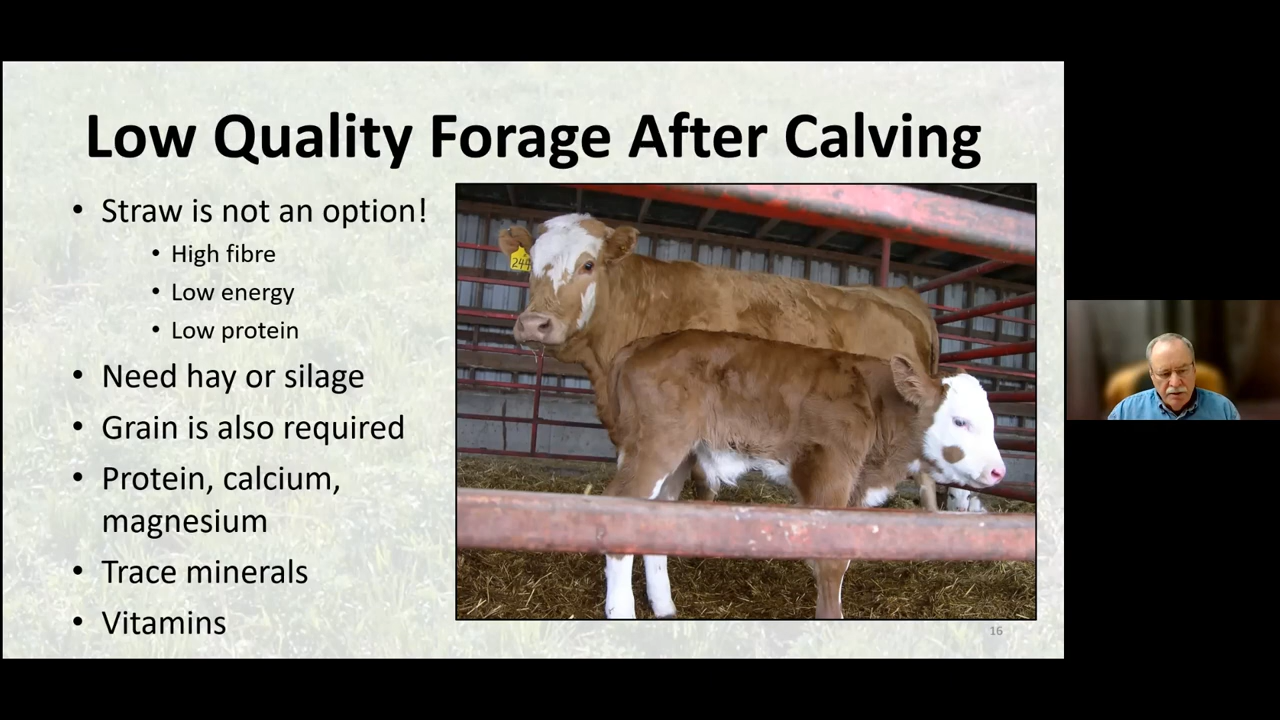 Low Quality Forage After Calving
• Straw is not an option!
• High fibre
• Low energy
• Low protein
• Need hay or silage
• Grain is also required
• Protein, calcium,
magnesium
• Trace minerals
• Vitamins
244
16